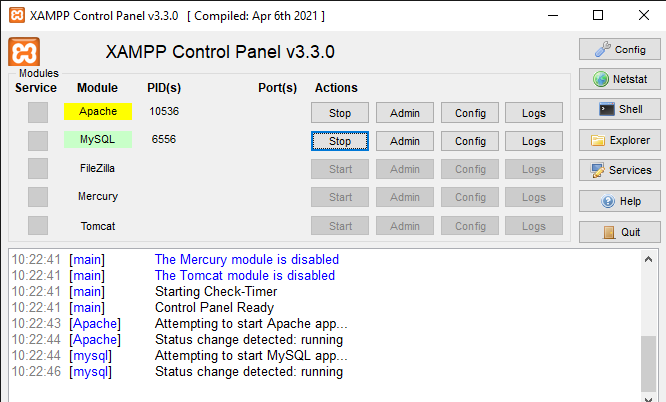 XAMPP Control Panel v3.3.0 [ Compiled: Apr 6th 2021 ]
XAMPP Control Panel v3.3.0
Config
Modules
Service Module PID(s) Port(s) Actions
Netstat
Apache 10536 Stop Admin Config Logs
Shell
MySQL 6556 Stop Admin Config Logs
Explorer
FileZilla Start Admin Config Logs
Services
Mercury Start Admin Config Logs
Help
Tomcat Start Admin Config Logs
Quit
10:22:41 [main] The Mercury module is disabled
10:22:41 [main] The Tomcat module is disabled
10:22:41 [main] Starting Check-Timer
10:22:41 [main] Control Panel Ready
10:22:43 [Apache] Attempting to start Apache app...
10:22:44 [Apache] Status change detected: running
10:22:44 [mysql] Attempting to start MySQL app...
10:22:46 [mysql] Status change detected: running